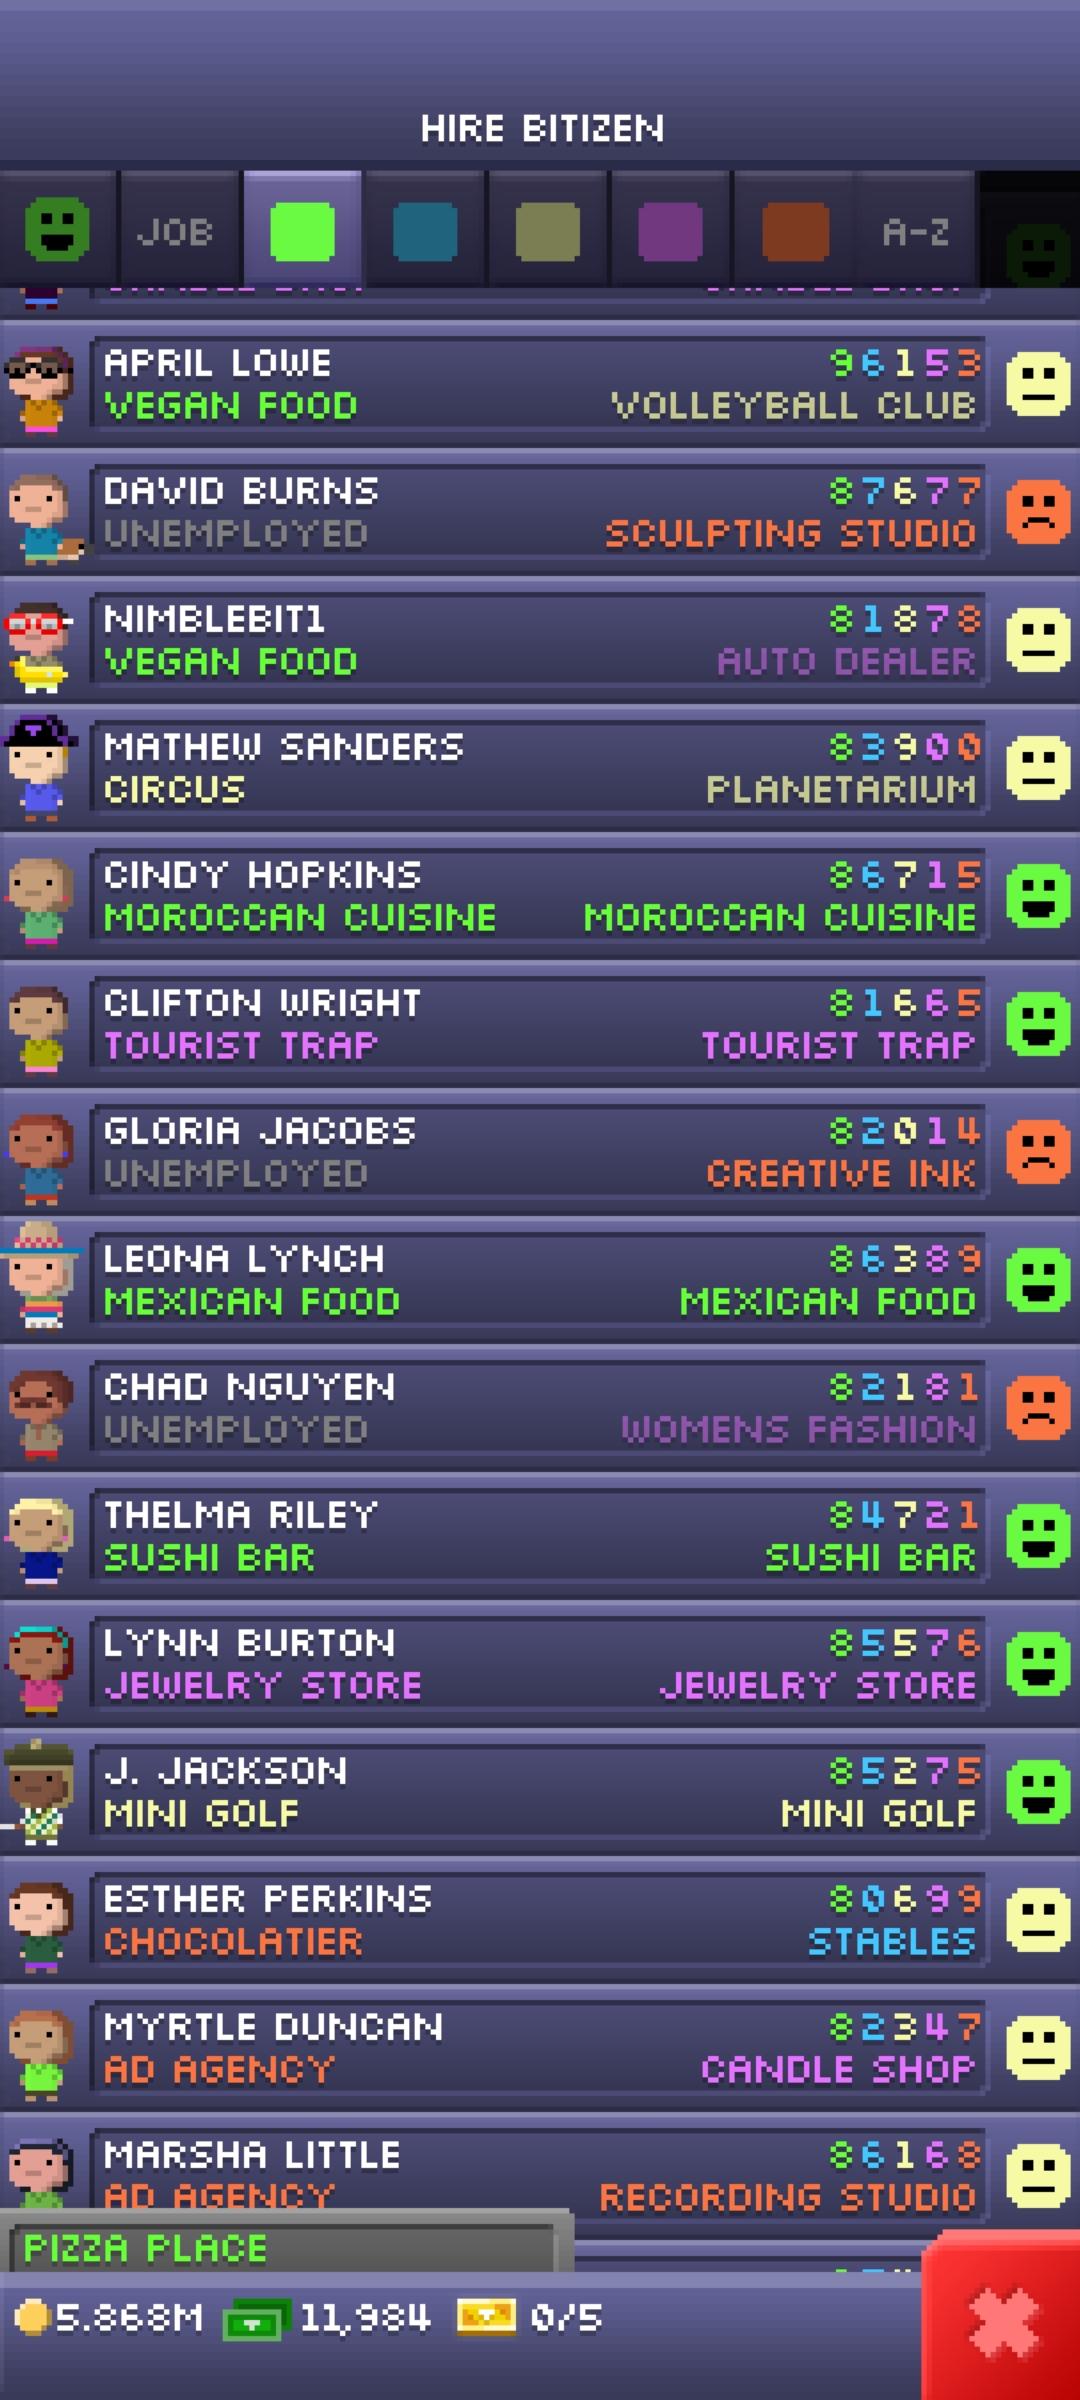 HIRE BITIZEN
JOB A-Z
APRIL LOWE 96153
VEGAN FOOD VOLLEYBALL CLUB
DAVID BURNS 87677
UNEMPLOYED SCULPTING STUDIO
NIMBLEBIT1 81878
VEGAN FOOD AUTO DEALER
MATHEW SANDERS 83900
CIRCUS PLANETARIUM
CINDY HOPKINS 86715
MOROCCAN CUISINE MOROCCAN CUISINE
CLIFTON WRIGHT 81665
TOURIST TRAP TOURIST TRAP
GLORIA JACOBS 82014
UNEMPLOYED CREATIVE INK
LEONA LYNCH 86389
MEXICAN FOOD MEXICAN FOOD
CHAD NGUYEN 82181
UNEMPLOYED WOMENS FASHION
THELMA RILEY 84721
SUSHI BAR SUSHI BAR
LYNN BURTON 85576
JEWELRY STORE JEWELRY STORE
J. JACKSON 85275
MINI GOLF MINI GOLF
ESTHER PERKINS 80699
CHOCOLATIER STABLES
MYRTLE DUNCAN 82347
AD AGENCY CANDLE SHOP
MARSHA LITTLE 86168
AD AGENCY RECORDING STUDIO
PIZZA PLACE
5.868M 11,984 0/5